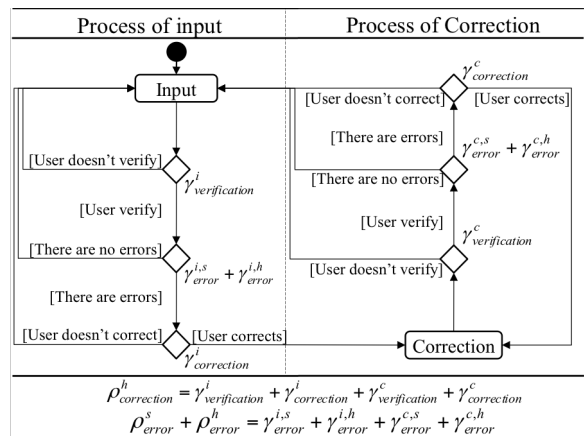 Process of input
Process of Correction
Input
γ^c_correction
[User doesn't correct]
[User corrects]
[There are errors]
γ^{c,s}_error + γ^{c,h}_error
[User doesn't verify]
[There are no errors]
γ^i_verification
[User verify]
[User verify]
γ^c_verification
[There are no errors]
[User doesn't verify]
γ^{i,s}_error + γ^{i,h}_error
[There are errors]
[User doesn't correct]
[User corrects]
Correction
γ^i_correction
ρ^h_correction = γ^i_verification + γ^i_correction + γ^c_verification + γ^c_correction
ρ^s_error + ρ^h_error = γ^{i,s}_error + γ^{i,h}_error + γ^{c,s}_error + γ^{c,h}_error